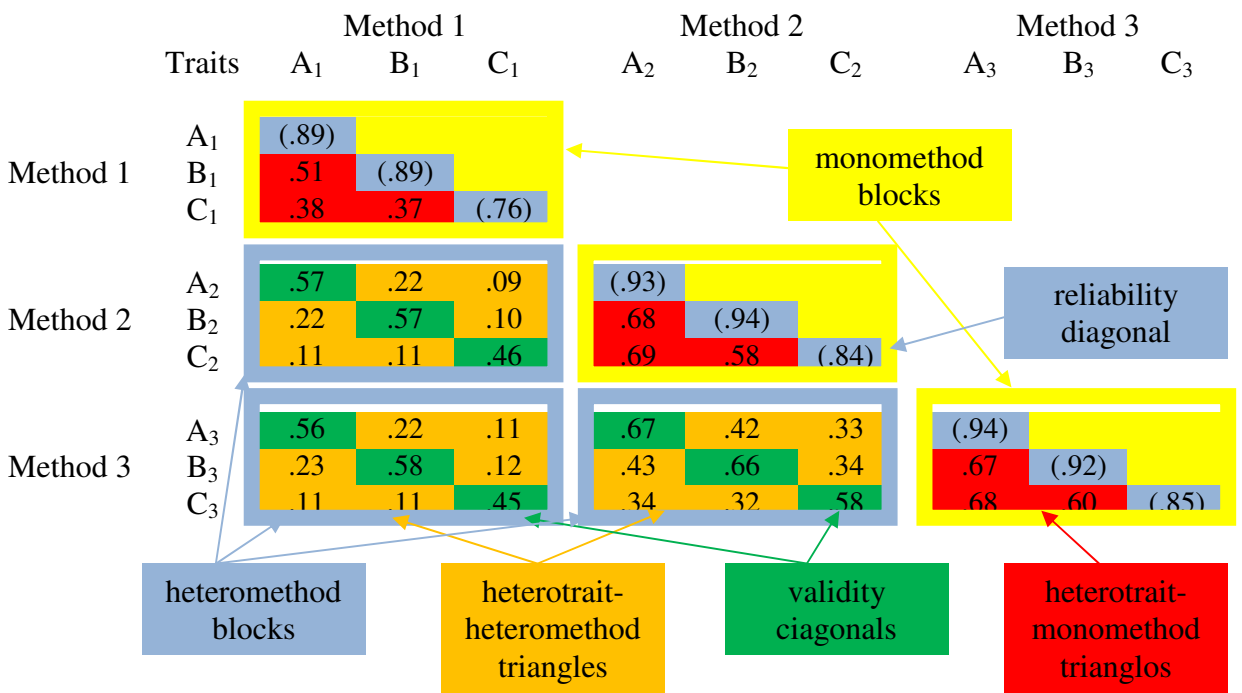 Method 1 Method 2 Method 3
Traits A₁ B₁ C₁ A₂ B₂ C₂ A₃ B₃ C₃
A₁ (.89)
Method 1 B₁ .51 (.89)
C₁ .38 .37 (.76)
monomethod
blocks
A₂ .57 .22 .09 (.93)
Method 2 B₂ .22 .57 .10 .68 (.94)
C₂ .11 .11 .46 .69 .58 (.84)
reliability
diagonal
A₃ .56 .22 .11 .67 .42 .33 (.94)
Method 3 B₃ .23 .58 .12 .43 .66 .34 .67 (.92)
C₃ .11 .11 .45 .34 .32 .58 .68 .60 (.85)
heteromethod
blocks
heterotrait-
heteromethod
triangles
validity
ciagonals
heterotrait-
monomethod
trianglos